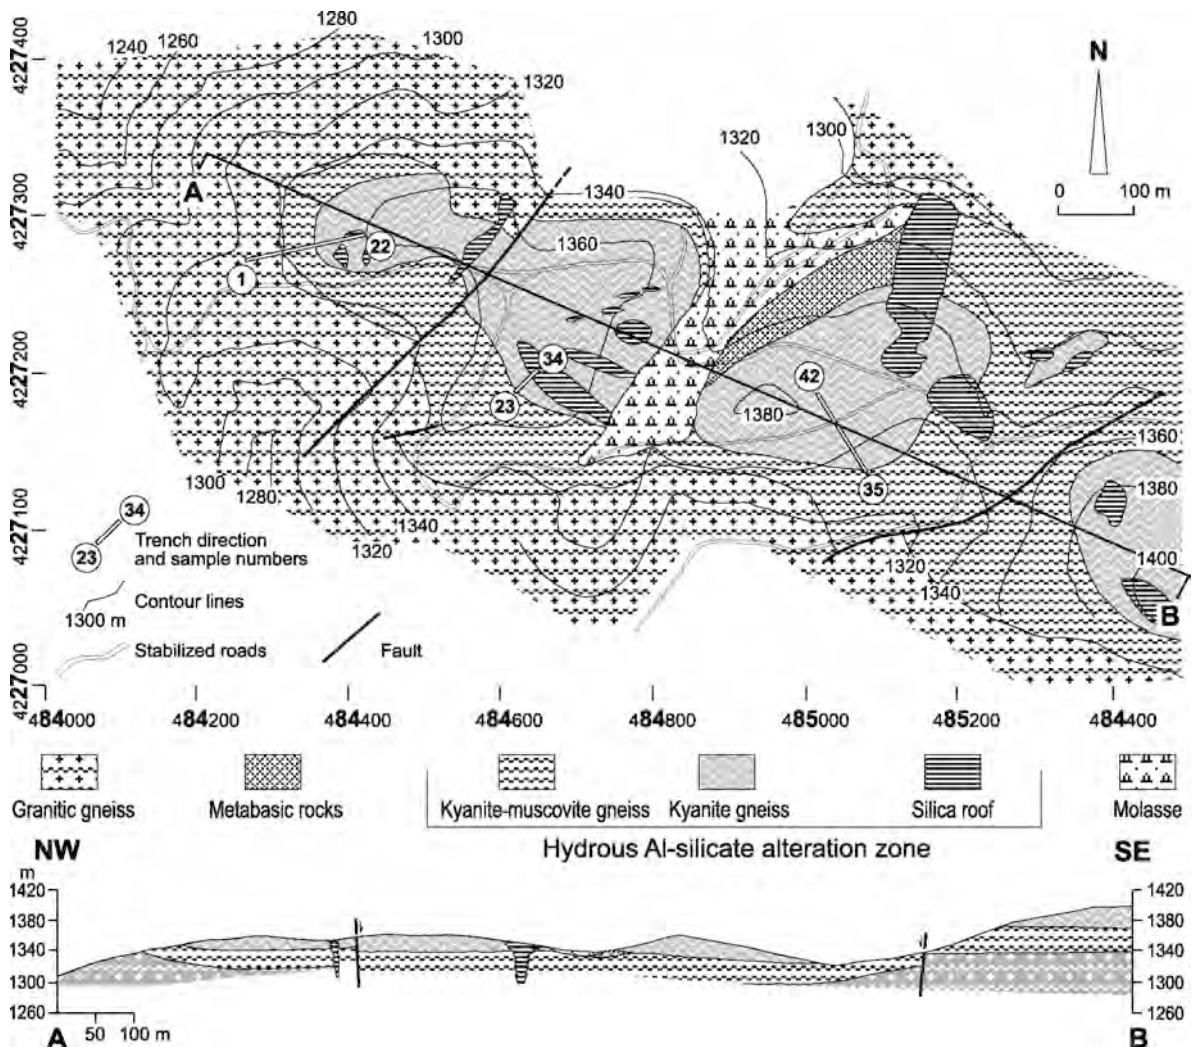 1280
1240
1260
1300
1320
4227400
N
1300
1320
0 100 m
A
4227300
1340
22
1360
1
4227200
34
42
23
1380
35
1360
1300
1280
1380
34
4227100
1340
1320
1400
23
Trench direction
and sample numbers
1320
1340
B
1300 m
Contour lines
Stabilized roads
Fault
4227000
484000 484200 484400 484600 484800 485000 485200 484400
Granitic gneiss Metabasic rocks Kyanite-muscovite gneiss Kyanite gneiss Silica roof Molasse
Hydrous Al-silicate alteration zone
NW SE
m
1420 1420
1380 1380
1340 1340
1300 1300
1260 1260
A 50 100 m B